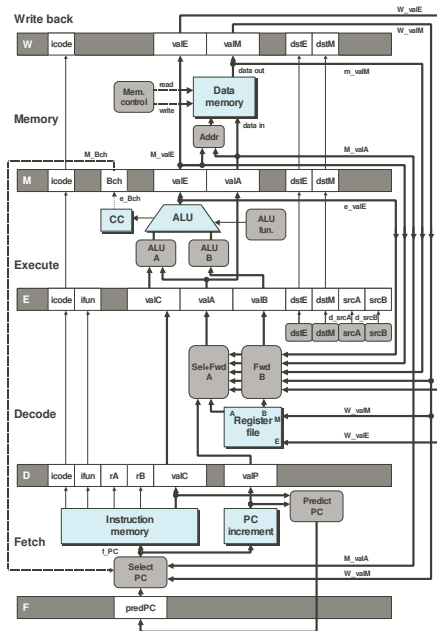 Write back
W_valE
W_valM
W icode valE valM dstE dstM
data out
read
m_valM
Mem. control
Data memory
write
Memory
data in
Addr
M_Bch
M_valE
M_valA
M icode Bch valE valA dstE dstM
e_Bch
e_valE
CC
ALU
ALU fun.
ALU A
ALU B
Execute
E icode ifun valC valA valB dstE dstM srcA srcB
d_srcA d_srcB
dstE dstM srcA srcB
Sel+Fwd A
Fwd B
Decode
A B
W_valM
Register file
M
E
W_valE
D icode ifun rA rB valC valP
Predict PC
Instruction memory
PC increment
Fetch
f_PC
M_valA
Select PC
W_valM
F predPC